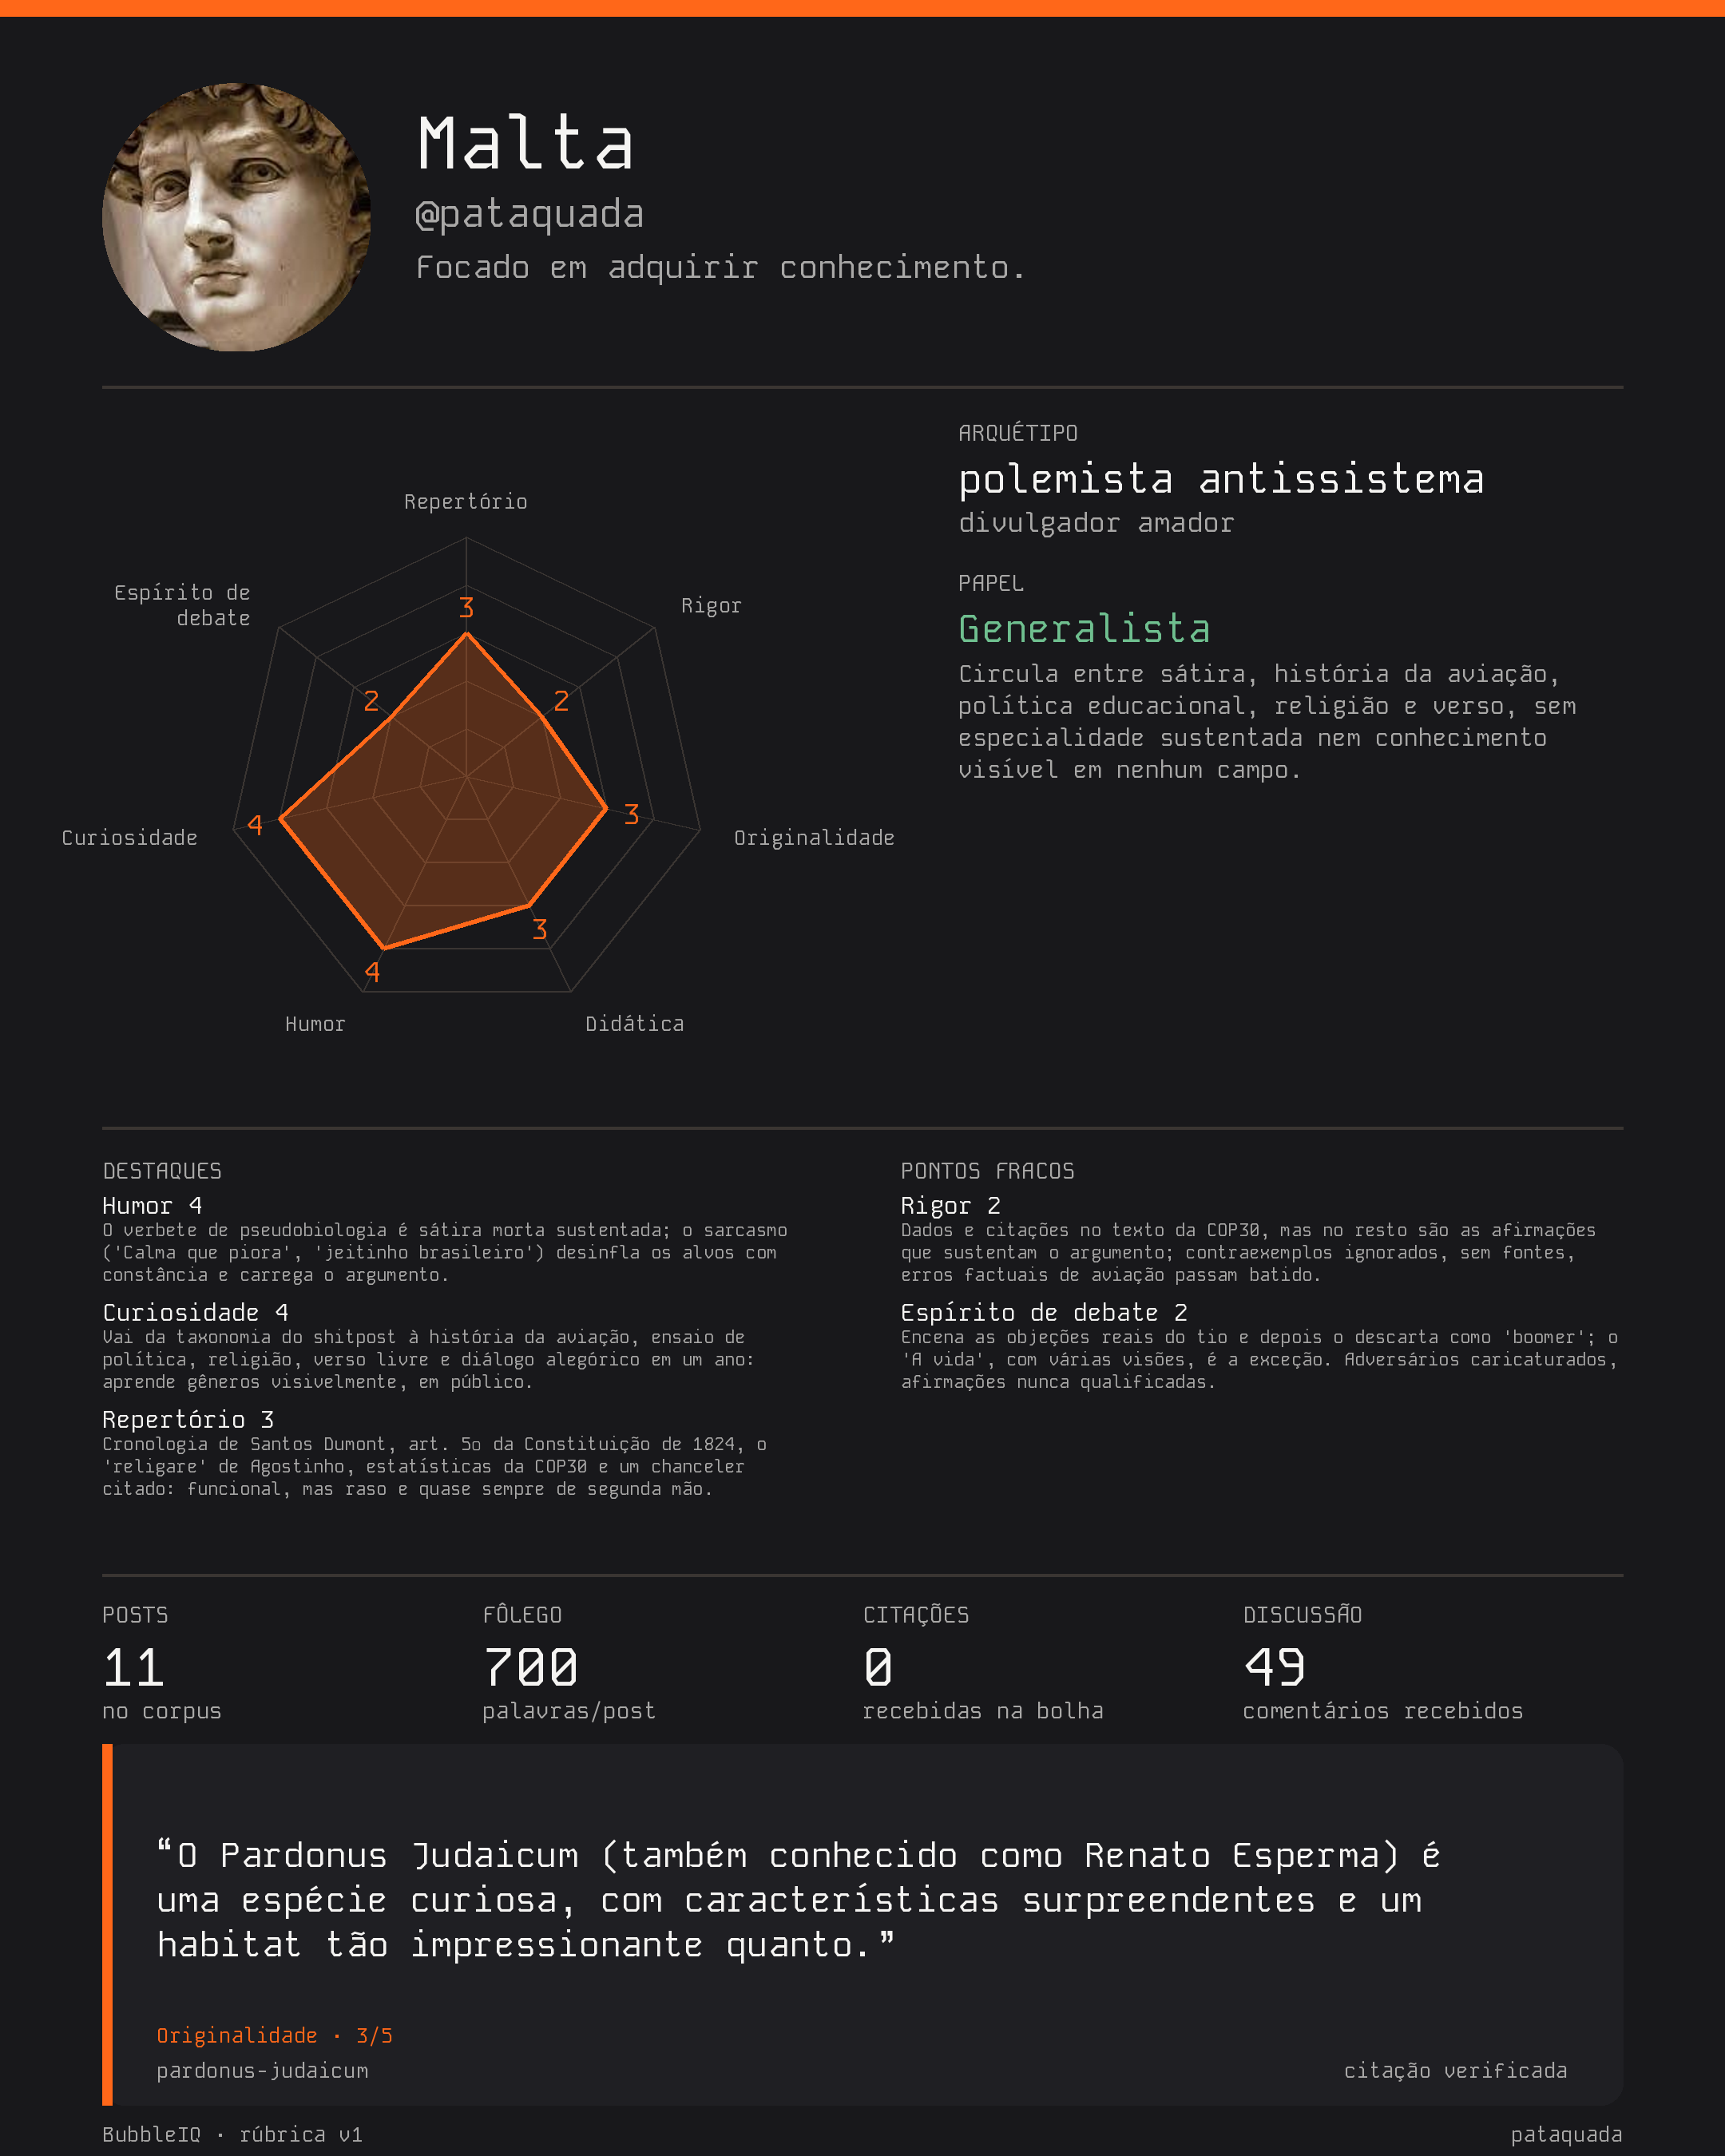 Malta
@pataquada
Focado em adquirir conhecimento.
ARQUÉTIPO
polemista antissistema
divulgador amador
PAPEL
Generalista
Circula entre sátira, história da aviação,
política educacional, religião e verso, sem
especialidade sustentada nem conhecimento
visível em nenhum campo.
Repertório
Espírito de
debate
Rigor
3
2
2
Curiosidade
4
3
Originalidade
3
4
Humor
Didática
DESTAQUES
Humor 4
O verbete de pseudobiologia é sátira morta sustentada; o sarcasmo
('Calma que piora', 'jeitinho brasileiro') desinfla os alvos com
constância e carrega o argumento.
Curiosidade 4
Vai da taxonomia do shitpost à história da aviação, ensaio de
política, religião, verso livre e diálogo alegórico em um ano:
aprende gêneros visivelmente, em público.
Repertório 3
Cronologia de Santos Dumont, art. 5▯ da Constituição de 1824, o
'religare' de Agostinho, estatísticas da COP30 e um chanceler
citado: funcional, mas raso e quase sempre de segunda mão.
PONTOS FRACOS
Rigor 2
Dados e citações no texto da COP30, mas no resto são as afirmações
que sustentam o argumento; contraexemplos ignorados, sem fontes,
erros factuais de aviação passam batido.
Espírito de debate 2
Encena as objeções reais do tio e depois o descarta como 'boomer'; o
'A vida', com várias visões, é a exceção. Adversários caricaturados,
afirmações nunca qualificadas.
POSTS
11
no corpus
FÔLEGO
700
palavras/post
CITAÇÕES
0
recebidas na bolha
DISCUSSÃO
49
comentários recebidos
“O Pardonus Judaicum (também conhecido como Renato Esperma) é
uma espécie curiosa, com características surpreendentes e um
habitat tão impressionante quanto.”
Originalidade · 3/5
pardonus-judaicum
citação verificada
BubbleIQ · rúbrica v1
pataquada